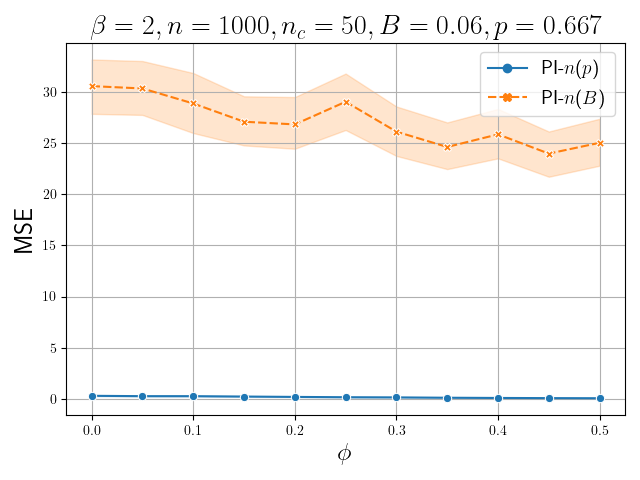 β = 2, n = 1000, n_c = 50, B = 0.06, p = 0.667
PI-n(p)
PI-n(B)
MSE
30
25
20
15
10
5
0
0.0 0.1 0.2 0.3 0.4 0.5
ϕ